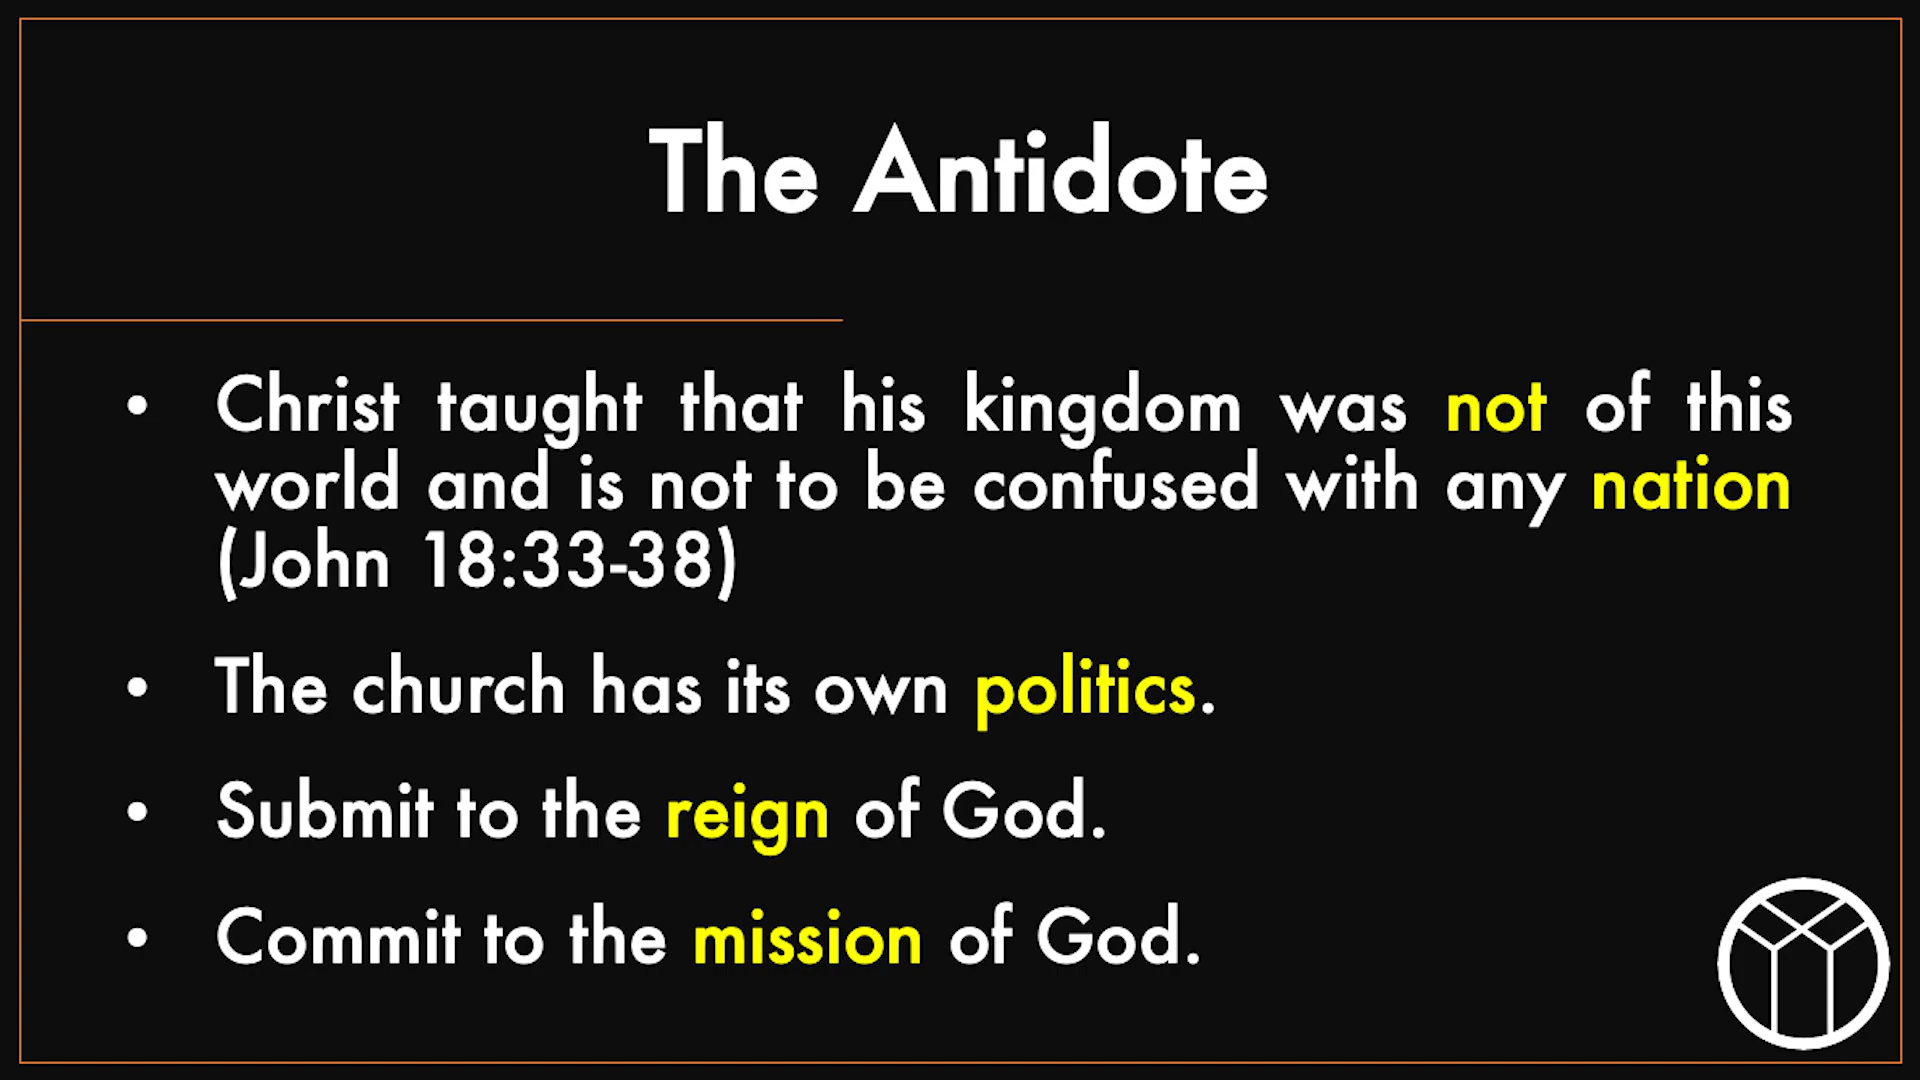 The Antidote
• Christ taught that his kingdom was not of this
world and is not to be confused with any nation
(John 18:33-38)
• The church has its own politics.
• Submit to the reign of God.
• Commit to the mission of God.